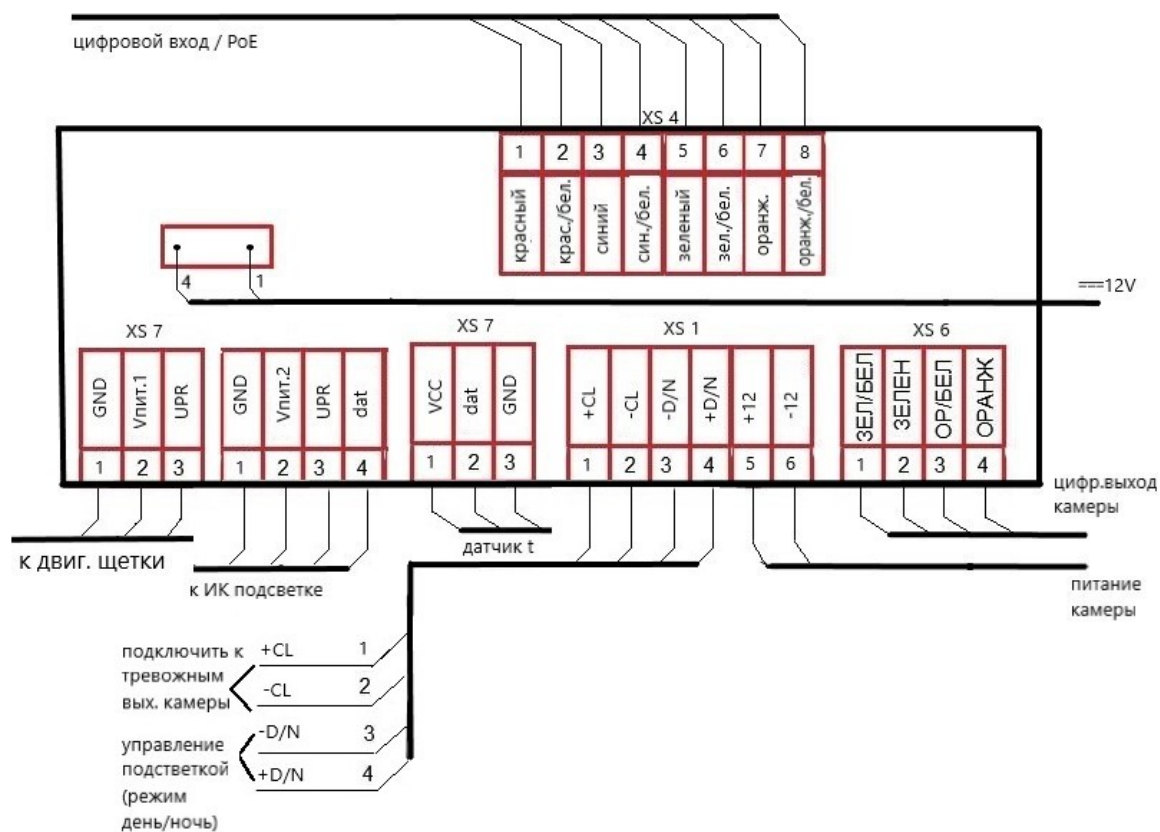 цифровой вход / PoE
XS 4
1 2 3 4 5 6 7 8
красный
крас./бел.
синий
син./бел.
зеленый
зел./бел.
оранж.
оранж./бел.
4 1
===12V
XS 7
GND
Vпит.1
UPR
1 2 3
GND
Vпит.2
UPR
dat
1 2 3 4
XS 7
VCC
dat
GND
1 2 3
XS 1
+CL
-CL
-D/N
+D/N
+12
-12
1 2 3 4 5 6
XS 6
ЗЕЛ/БЕЛ
ЗЕЛЕН
ОР/БЕЛ
ОРАНЖ
1 2 3 4
цифр.выход
камеры
к двиг. щетки
к ИК подсветке
датчик t
питание
камеры
подключить к
тревожным
вых. камеры
+CL 1
-CL 2
управление
подстветкой
(режим
день/ночь)
-D/N 3
+D/N 4